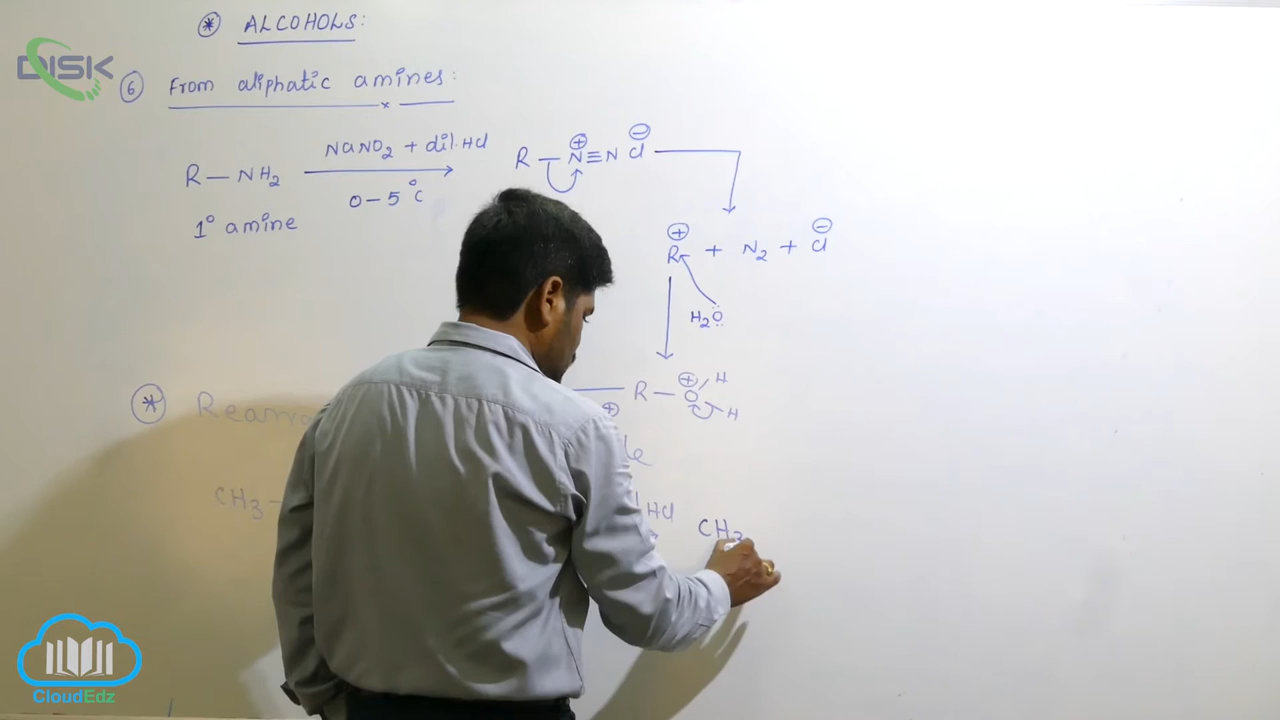 * ALCOHOLS:
DISK
6 From aliphatic amines:
NaNO2 + dil.HCl
R — NH2 → R — N⊕ ≡ N Cl⊖
0 – 5°C
1° amine
R⊕ + N2 + Cl⊖
H2O
R — O⊕ H
H
*
⊕
CH3 –
HCl
CH3
CloudEdz